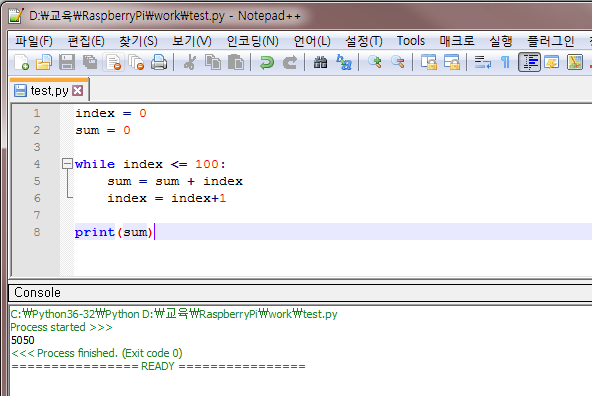 D:₩교육₩RaspberryPi₩work₩test.py - Notepad++
파일(F) 편집(E) 찾기(S) 보기(V) 인코딩(N) 언어(L) 설정(T) Tools 매크로 실행 플러그인
test,py
1 index = 0
2 sum = 0
3
4 while index <= 100:
5 sum = sum + index
6 index = index+1
7
8 print(sum)
Console
C:₩Python36-32₩Python D:₩교육₩RaspberryPi₩work₩test.py
Process started >>>
5050
<<< Process finished. (Exit code 0)
================ READY ================